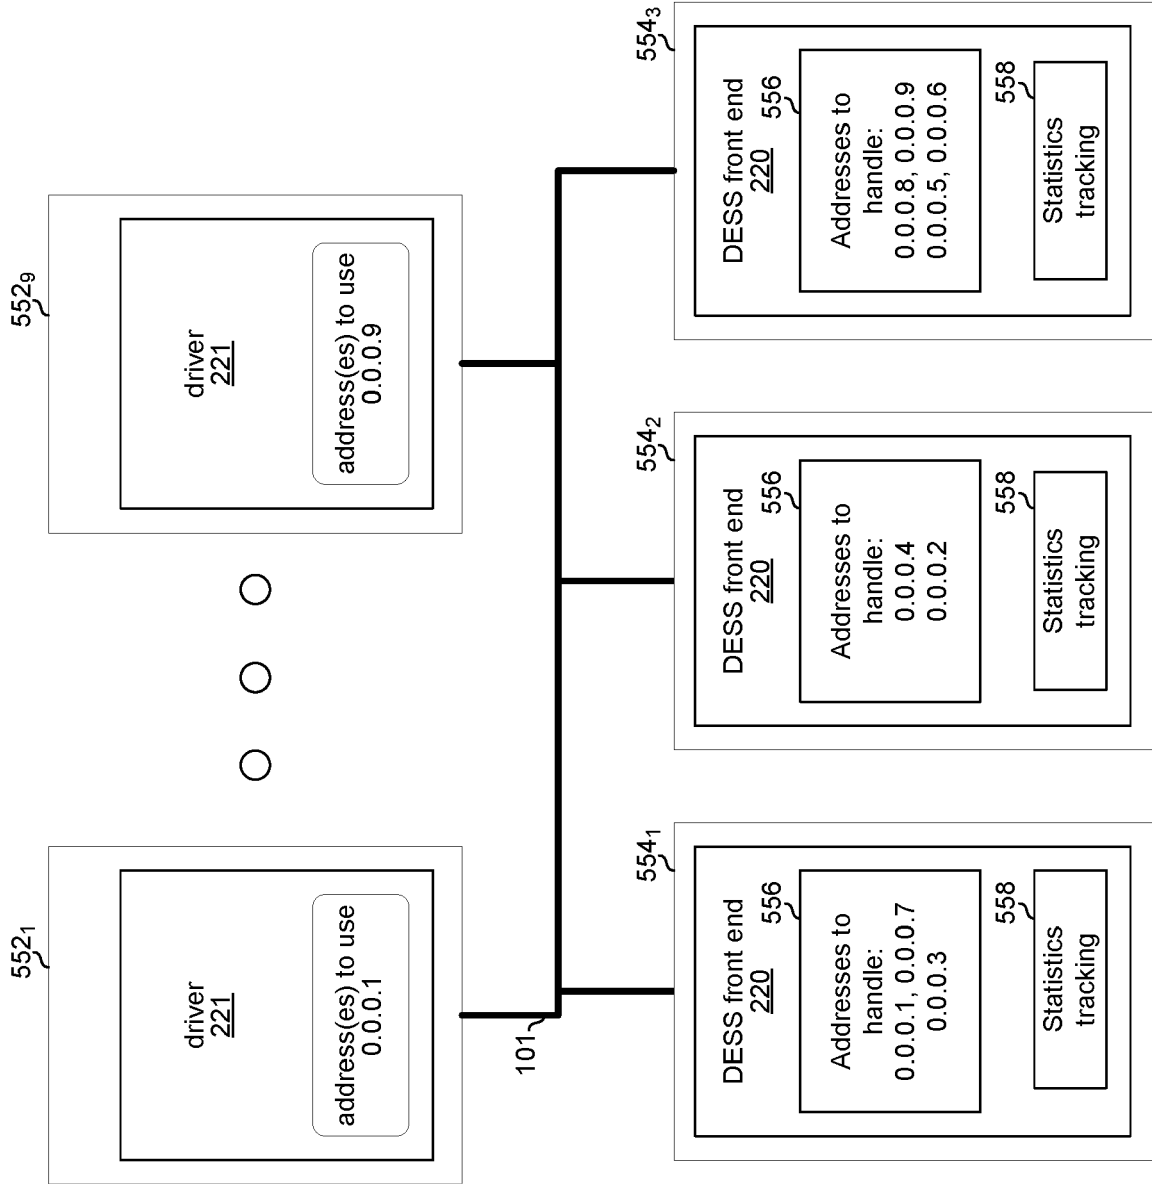 552₁
driver
221
address(es) to use
0.0.0.1
552₉
driver
221
address(es) to use
0.0.0.9
101
554₁
DESS front end
220
556
Addresses to
handle:
0.0.0.1, 0.0.0.7
0.0.0.3
558
Statistics
tracking
554₂
DESS front end
220
556
Addresses to
handle:
0.0.0.4
0.0.0.2
558
Statistics
tracking
554₃
DESS front end
220
556
Addresses to
handle:
0.0.0.8, 0.0.0.9
0.0.0.5, 0.0.0.6
558
Statistics
tracking